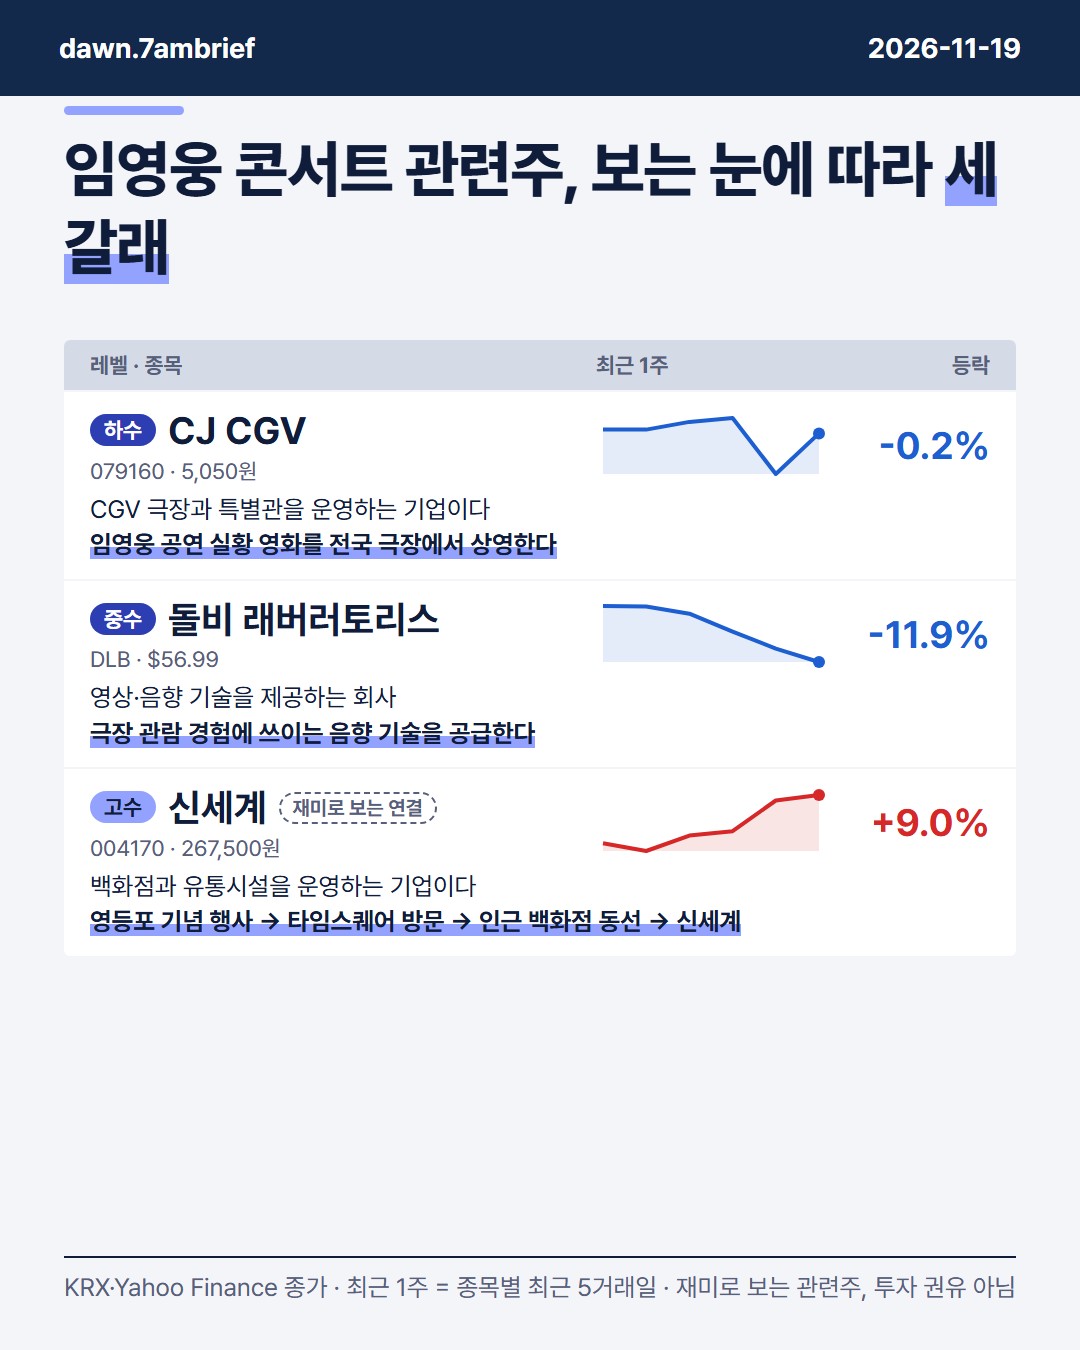 dawn.7ambrief
2026-11-19
임영웅 콘서트 관련주, 보는 눈에 따라 세
갈래
레벨 · 종목 최근 1주 등락
하수 CJ CGV -0.2%
079160 · 5,050원
CGV 극장과 특별관을 운영하는 기업이다
임영웅 공연 실황 영화를 전국 극장에서 상영한다
중수 돌비 래버러토리스 -11.9%
DLB · $56.99
영상·음향 기술을 제공하는 회사
극장 관람 경험에 쓰이는 음향 기술을 공급한다
고수 신세계 재미로 보는 연결 +9.0%
004170 · 267,500원
백화점과 유통시설을 운영하는 기업이다
영등포 기념 행사 → 타임스퀘어 방문 → 인근 백화점 동선 → 신세계
KRX·Yahoo Finance 종가 · 최근 1주 = 종목별 최근 5거래일 · 재미로 보는 관련주, 투자 권유 아님